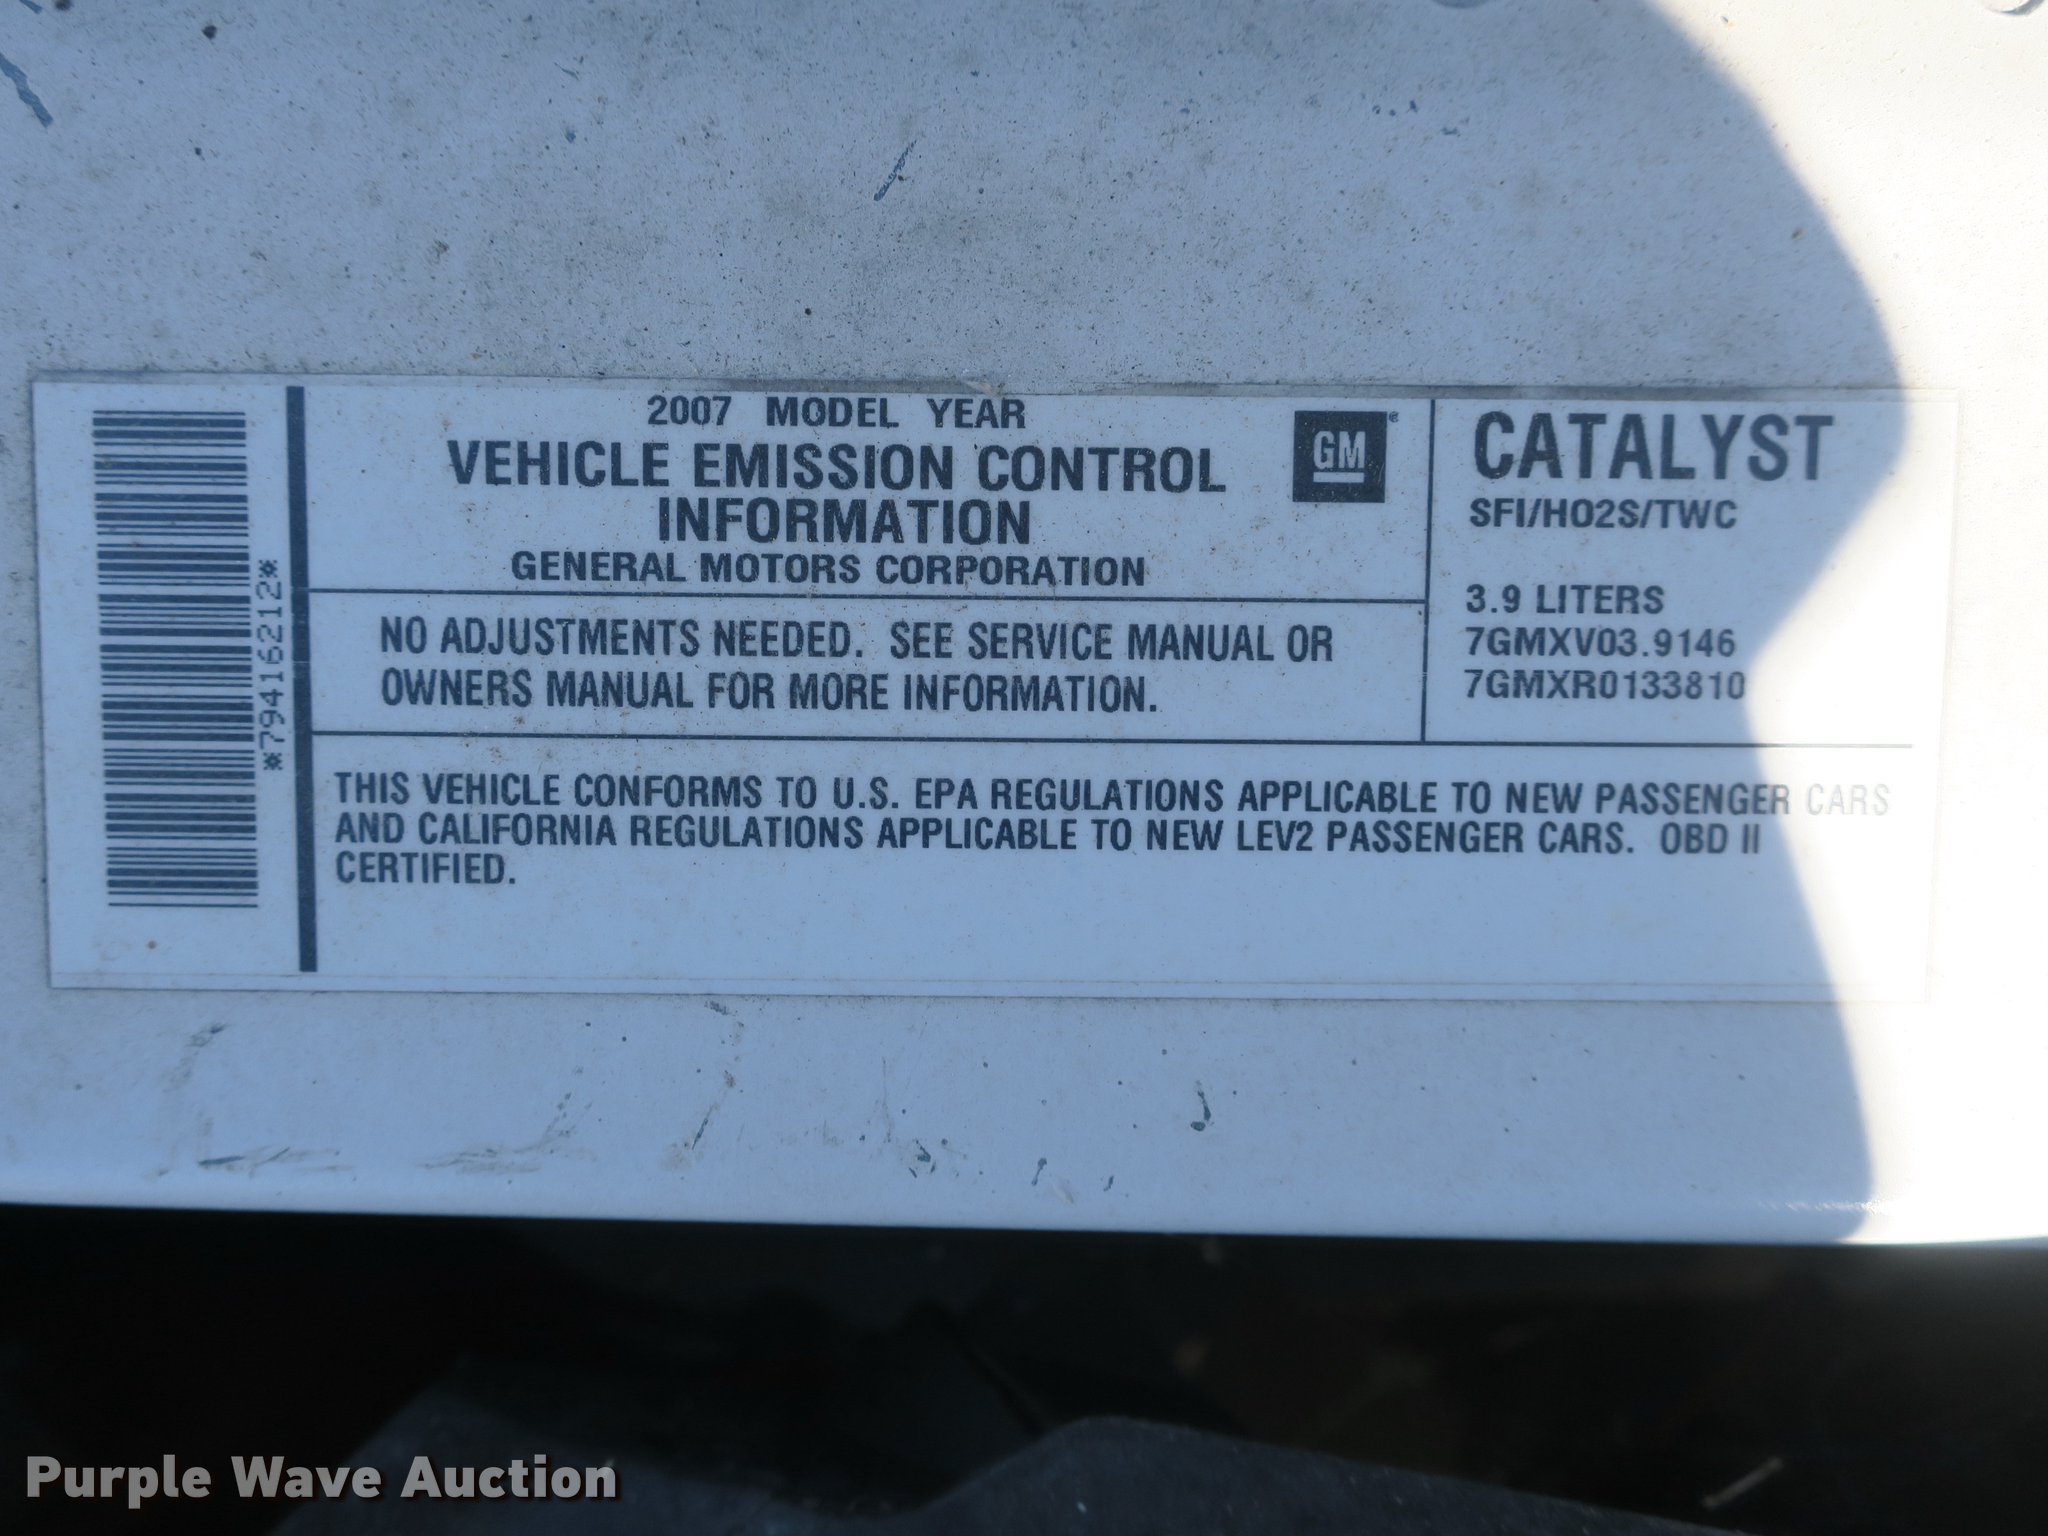 *79416212*
2007 MODEL YEAR
VEHICLE EMISSION CONTROL
INFORMATION
GENERAL MOTORS CORPORATION
GM®
CATALYST
SFI/HO2S/TWC
3.9 LITERS
7GMXV03.9146
7GMXR0133810
NO ADJUSTMENTS NEEDED. SEE SERVICE MANUAL OR
OWNERS MANUAL FOR MORE INFORMATION.
THIS VEHICLE CONFORMS TO U.S. EPA REGULATIONS APPLICABLE TO NEW PASSENGER CARS
AND CALIFORNIA REGULATIONS APPLICABLE TO NEW LEV2 PASSENGER CARS. OBD II
CERTIFIED.
Purple Wave Auction